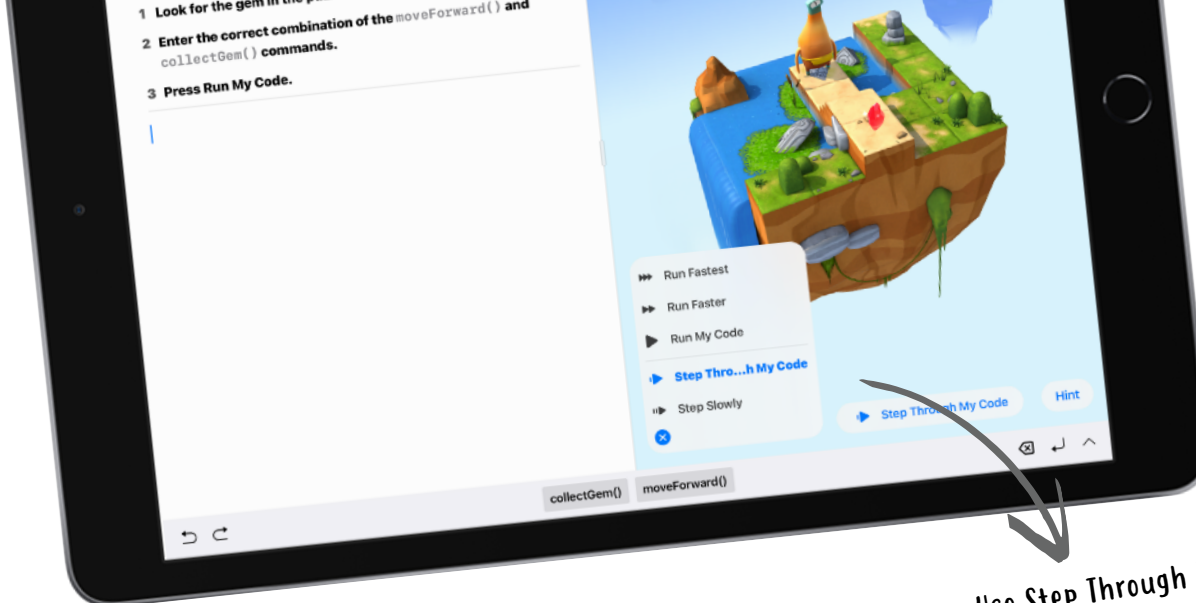 1 Look for the gem in the
2 Enter the correct combination of the moveForward() and
collectGem() commands.
3 Press Run My Code.
Run Fastest
Run Faster
Run My Code
Step Thro...h My Code
Step Slowly
Step Through My Code
Hint
collectGem() moveForward()
Use Step Through